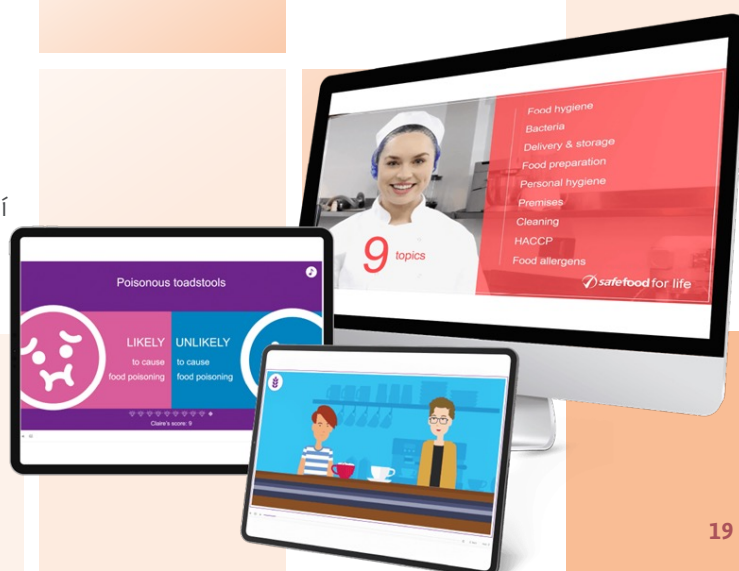 í
Food hygiene
Bacteria
Delivery & storage
Food preparation
Personal hygiene
Premises
Cleaning
HACCP
Food allergens
9 topics
safefood for life
Poisonous toadstools
LIKELY
to cause
food poisoning
UNLIKELY
to cause
food poisoning
Claire's score: 9
19